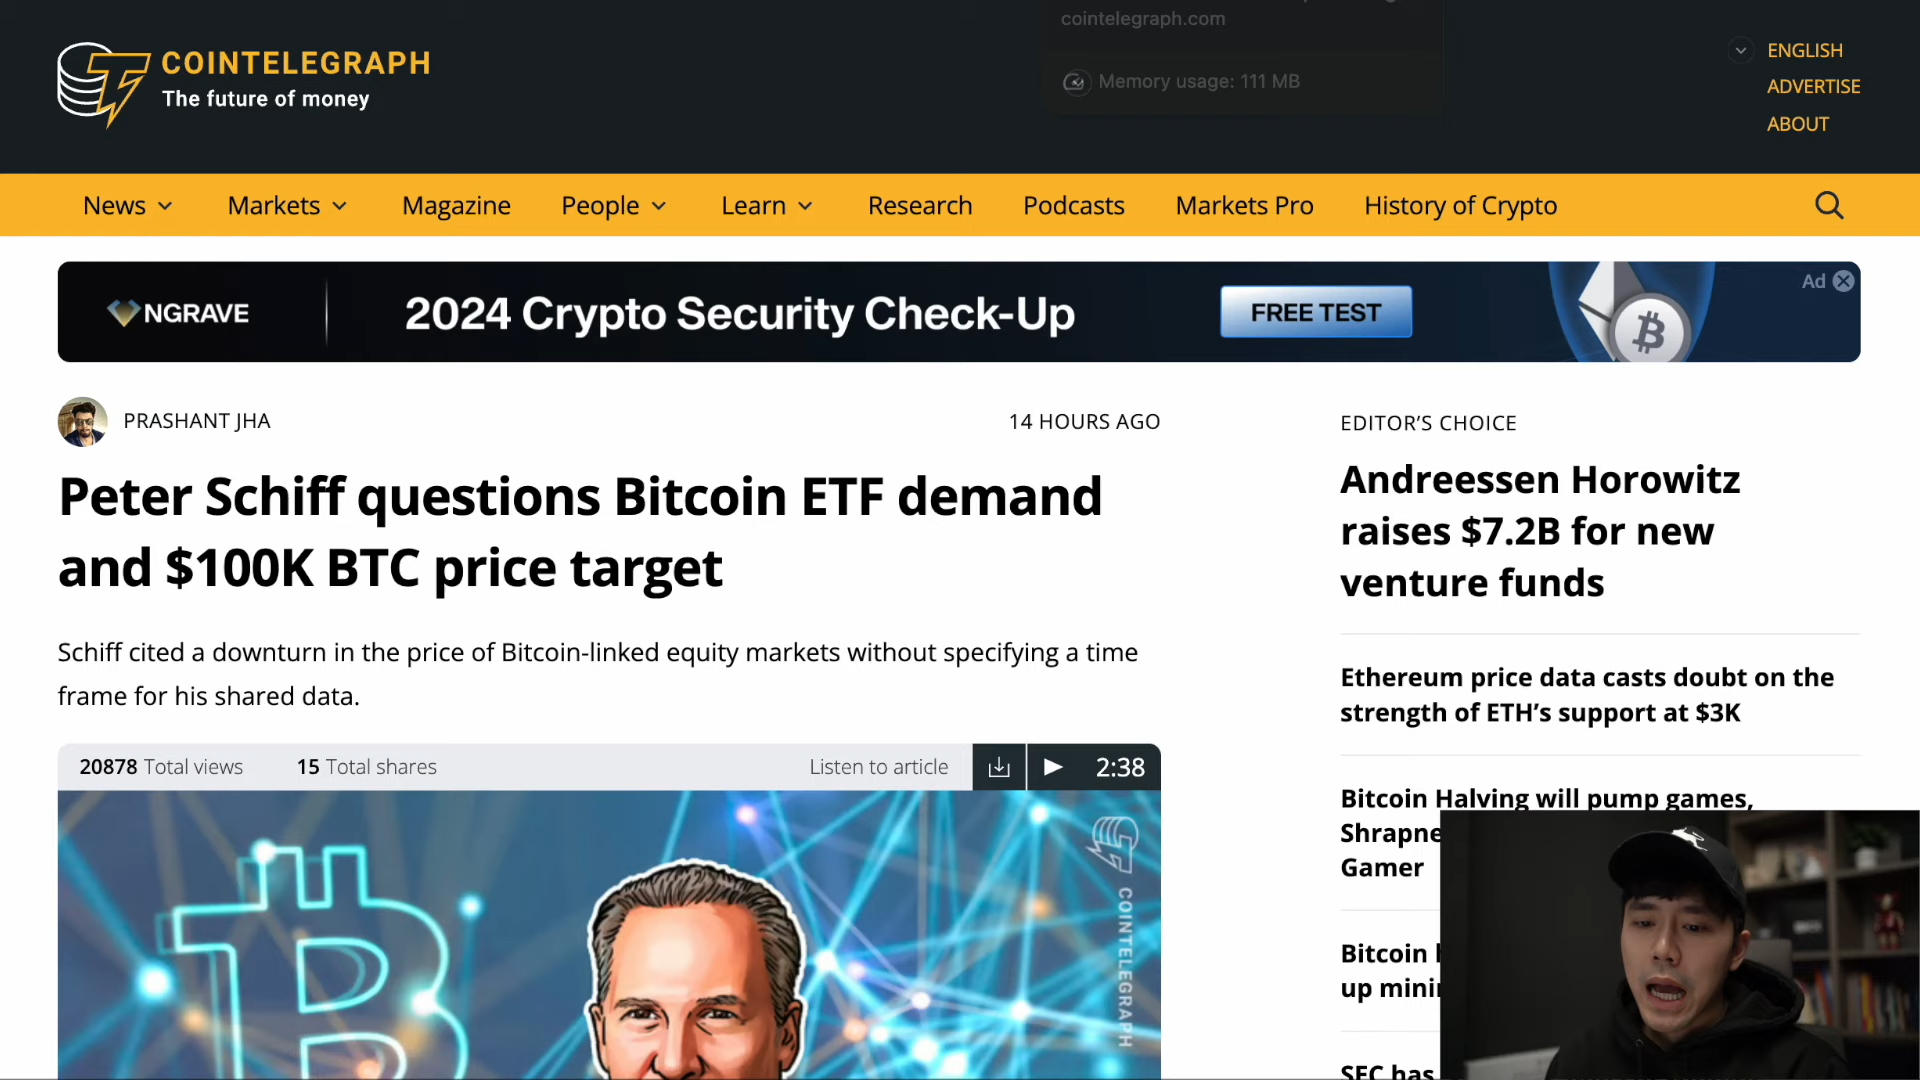 cointelegraph.com
Memory usage: 111 MB
COINTELEGRAPH
The future of money
ENGLISH
ADVERTISE
ABOUT
News
Markets
Magazine
People
Learn
Research
Podcasts
Markets Pro
History of Crypto
NGRAVE
2024 Crypto Security Check-Up
FREE TEST
Ad
PRASHANT JHA
14 HOURS AGO
Peter Schiff questions Bitcoin ETF demand
and $100K BTC price target
Schiff cited a downturn in the price of Bitcoin-linked equity markets without specifying a time
frame for his shared data.
20878 Total views
15 Total shares
Listen to article
2:38
COINTELEGRAPH
EDITOR'S CHOICE
Andreessen Horowitz
raises $7.2B for new
venture funds
Ethereum price data casts doubt on the
strength of ETH's support at $3K
Bitcoin Halving will pump games,
Shrapne
Gamer
Bitcoin
up mini
SEC has